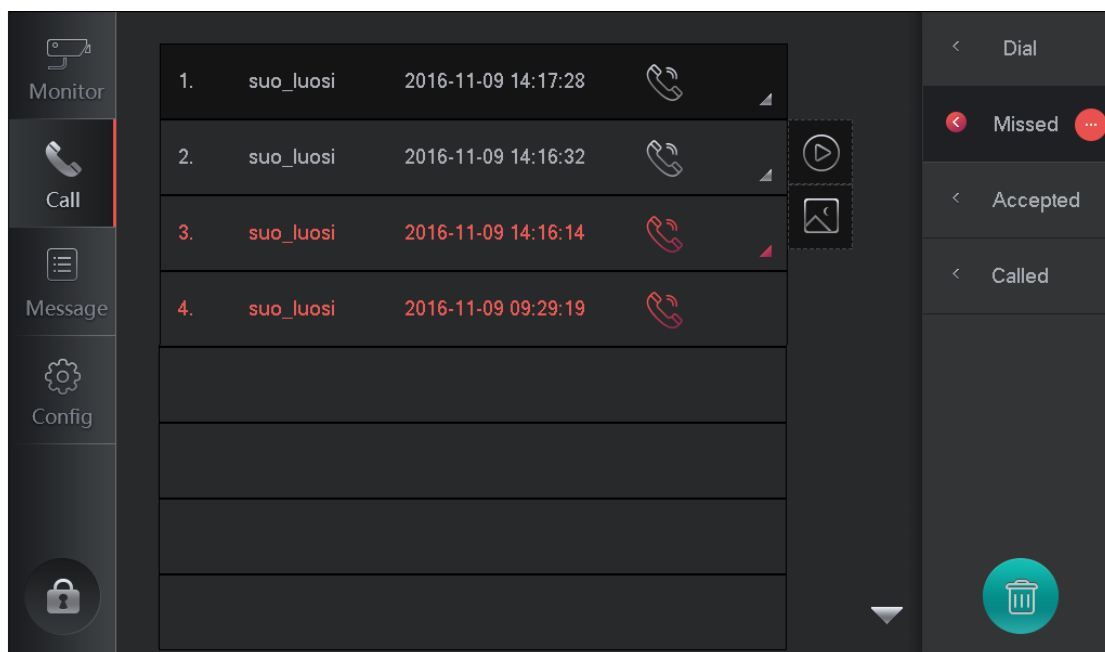 Monitor
Call
Message
Config
1. suo_luosi 2016-11-09 14:17:28
2. suo_luosi 2016-11-09 14:16:32
3. suo_luosi 2016-11-09 14:16:14
4. suo_luosi 2016-11-09 09:29:19
Dial
Missed ...
Accepted
Called